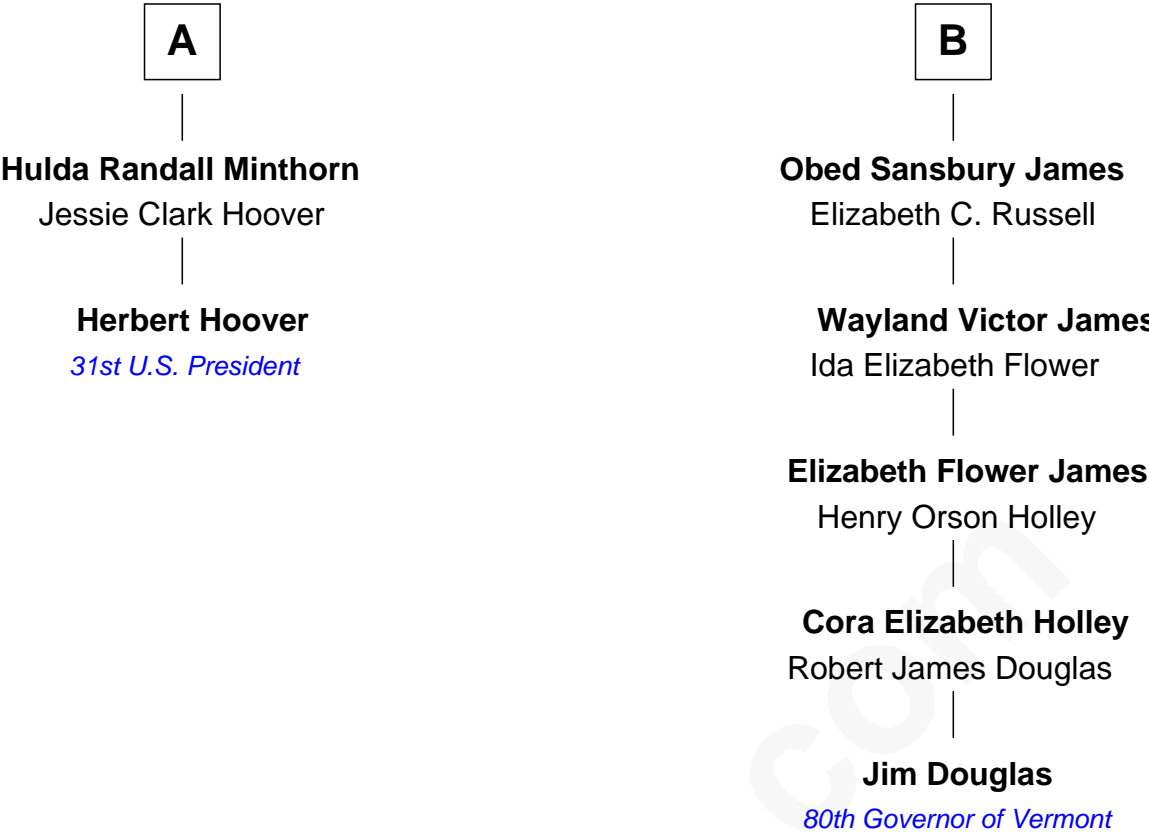 A
Hulda Randall Minthorn
Jessie Clark Hoover
Herbert Hoover
31st U.S. President
B
Obed Sansbury James
Elizabeth C. Russell
Wayland Victor James
Ida Elizabeth Flower
Elizabeth Flower James
Henry Orson Holley
Cora Elizabeth Holley
Robert James Douglas
Jim Douglas
80th Governor of Vermont
com